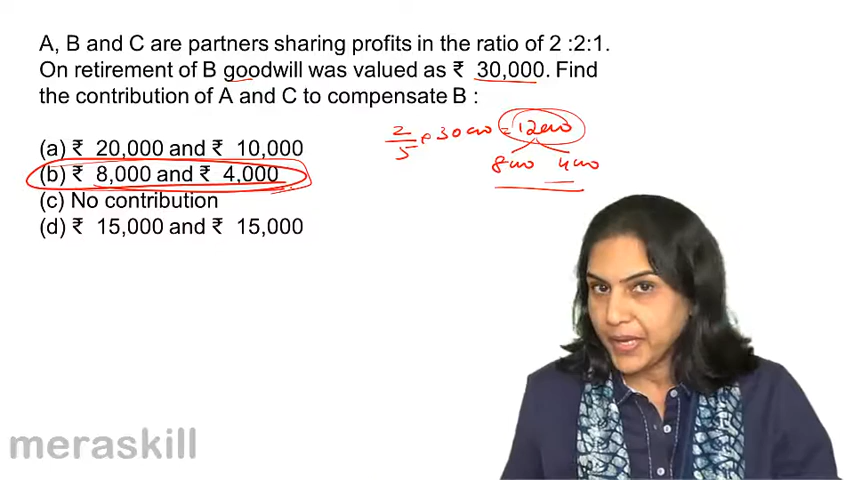 A, B and C are partners sharing profits in the ratio of 2 :2:1.
On retirement of B goodwill was valued as ₹ 30,000. Find
the contribution of A and C to compensate B :
2/5 × 30000 = 12000
8000 4000
(a) ₹ 20,000 and ₹ 10,000
(b) ₹ 8,000 and ₹ 4,000
(c) No contribution
(d) ₹ 15,000 and ₹ 15,000
meraskill